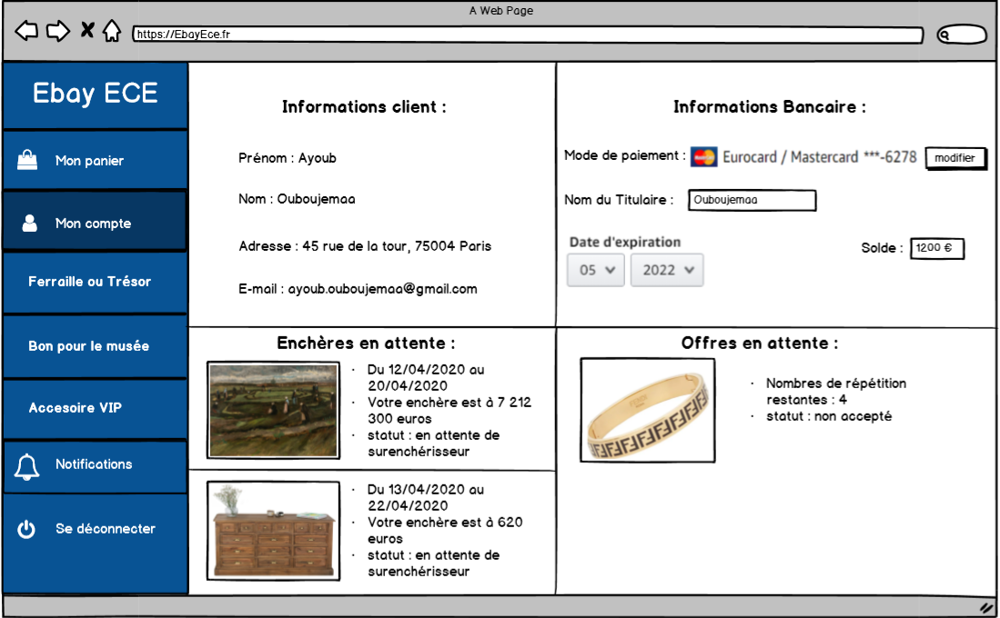 A Web Page
https://EbayEce.fr
Ebay ECE
Mon panier
Mon compte
Ferraille ou Trésor
Bon pour le musée
Accesoire VIP
Notifications
Se déconnecter
Informations client :
Prénom : Ayoub
Nom : Ouboujemaa
Adresse : 45 rue de la tour, 75004 Paris
E-mail : ayoub.ouboujemaa@gmail.com
Informations Bancaire :
Mode de paiement : Eurocard / Mastercard ***-6278 modifier
Nom du Titulaire : Ouboujemaa
Date d'expiration
05 2022
Solde : 1200 €
Enchères en attente :
· Du 12/04/2020 au
20/04/2020
· Votre enchère est à 7 212
300 euros
· statut : en attente de
surenchérisseur
· Du 13/04/2020 au
22/04/2020
· Votre enchère est à 620
euros
· statut : en attente de
surenchérisseur
Offres en attente :
FENDI
· Nombres de répétition
restantes : 4
· statut : non accepté